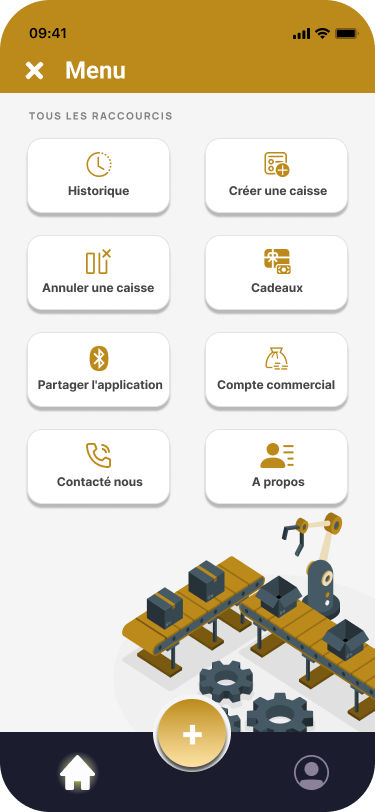 09:41
Menu
TOUS LES RACCOURCIS
Historique
Créer une caisse
Annuler une caisse
Cadeaux
Partager l'application
Compte commercial
Contacté nous
A propos